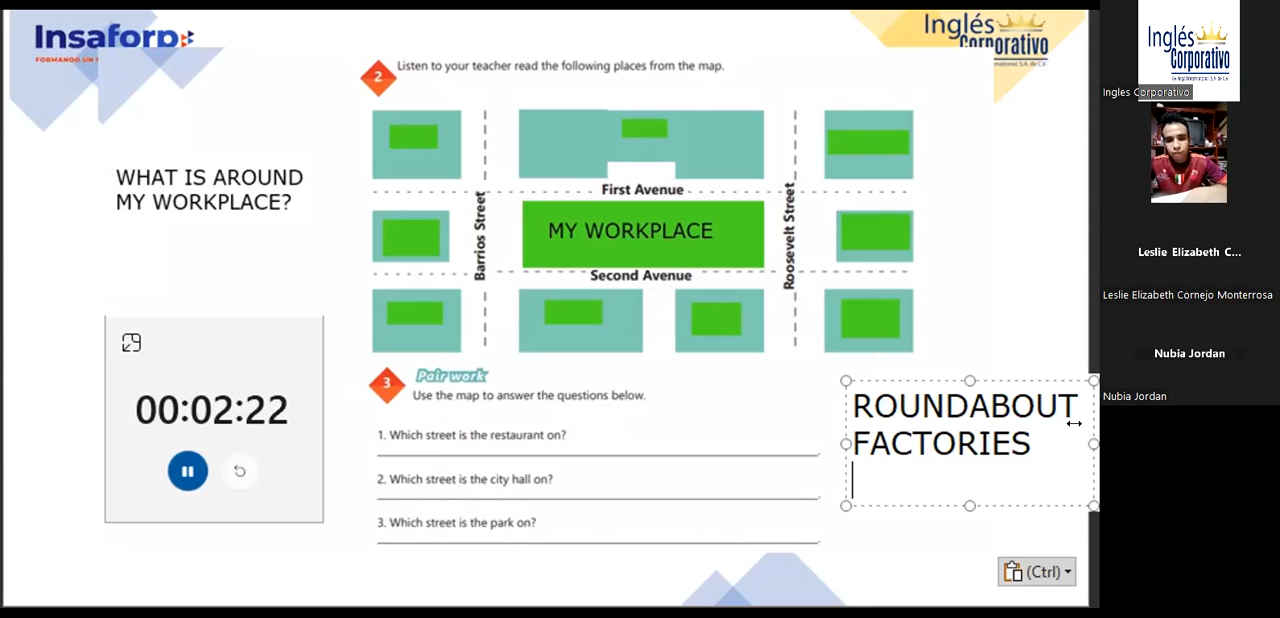 Insaforp
Inglés
Corporativo
2
Listen to your teacher read the following places from the map.
WHAT IS AROUND
MY WORKPLACE?
First Avenue
Barrios Street
MY WORKPLACE
Roosevelt Street
Second Avenue
00:02:22
3
Pair work
Use the map to answer the questions below.
1. Which street is the restaurant on?
2. Which street is the city hall on?
3. Which street is the park on?
ROUNDABOUT
FACTORIES
(Ctrl)
Inglés
Corporativo
Ingles Corporativo
Leslie Elizabeth C...
Leslie Elizabeth Cornejo Monterrosa
Nubia Jordan
Nubia Jordan